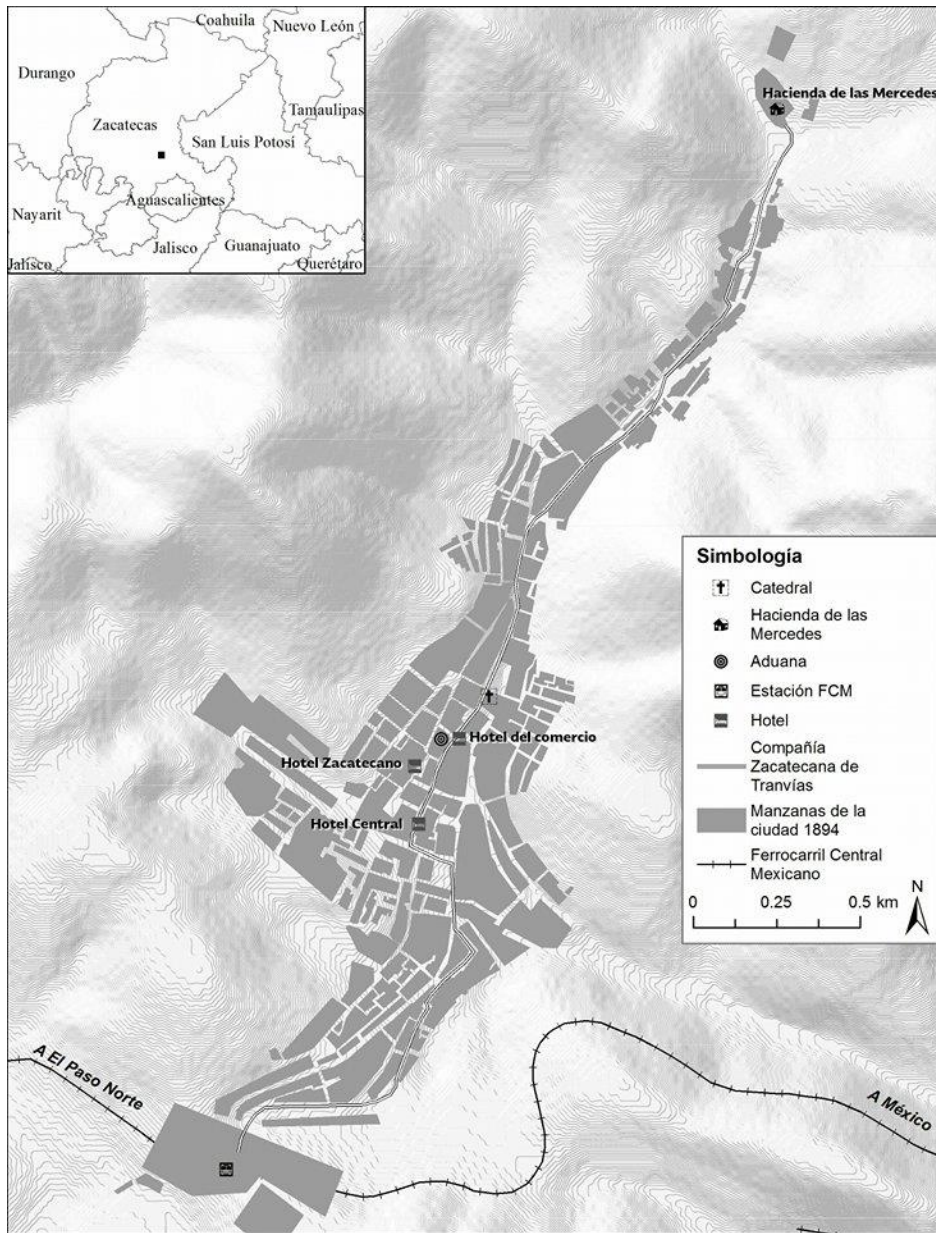 Coahuila
Nuevo León
Durango
Tamaulipas
Zacatecas
San Luis Potosí
Aguascalientes
Nayarit
Jalisco
Guanajuato
Jalisco
Querétaro
Hacienda de las Mercedes
Hotel del comercio
Hotel Zacatecano
Hotel Central
Simbología
Catedral
Hacienda de las
Mercedes
Aduana
Estación FCM
Hotel
Compañía
Zacatecana de
Tranvías
Manzanas de la
ciudad 1894
Ferrocarril Central
Mexicano
N
0 0.25 0.5 km
A El Paso Norte
A México